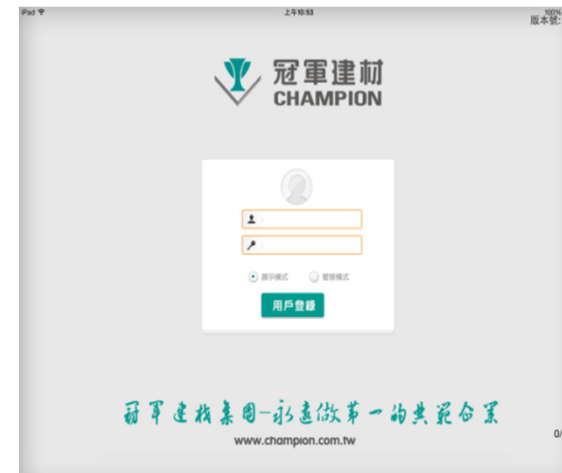 iPad
上午10:53
100%
版本號:
冠軍建材
CHAMPION
展示模式
管理模式
用戶登錄
冠軍建材集團-永遠做第一的典範企業
www.champion.com.tw
0/